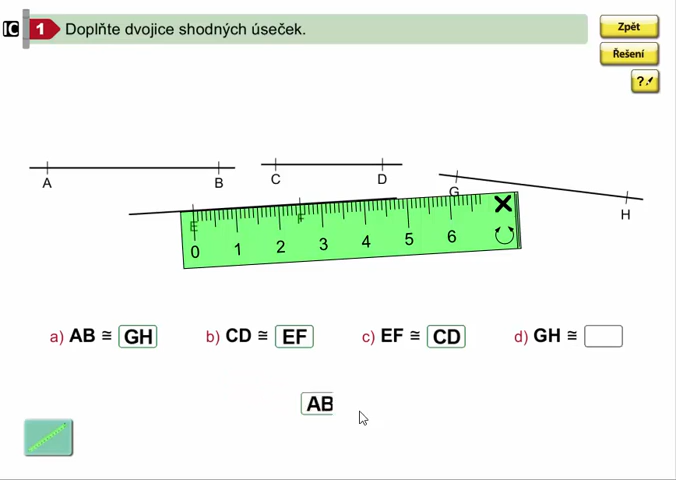 1 Doplňte dvojice shodných úseček.
Zpět
Řešení
?
A B C D G H
E F
0 1 2 3 4 5 6
a) AB ≅ GH b) CD ≅ EF c) EF ≅ CD d) GH ≅
AB